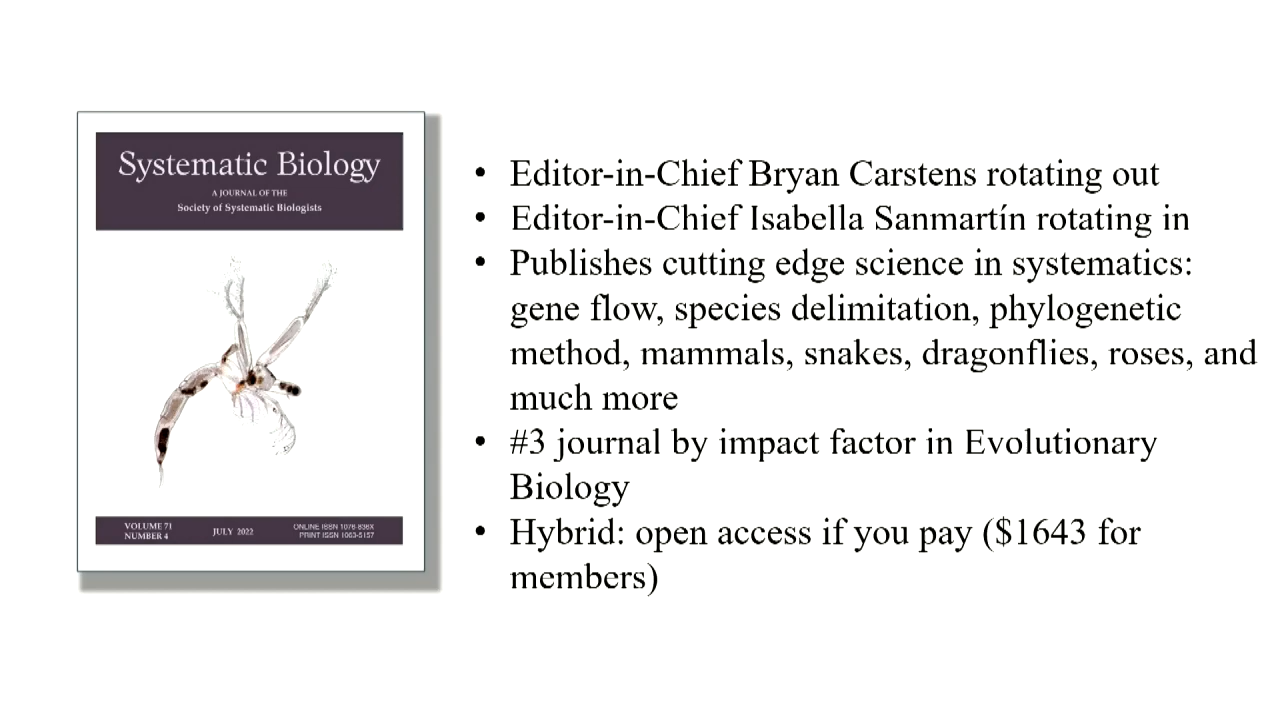 Systematic Biology
A JOURNAL OF THE
Society of Systematic Biologists
VOLUME 71
NUMBER 4
JULY 2022
ONLINE ISSN 1076-836X
PRINT ISSN 1063-5157
• Editor-in-Chief Bryan Carstens rotating out
• Editor-in-Chief Isabella Sanmartín rotating in
• Publishes cutting edge science in systematics:
gene flow, species delimitation, phylogenetic
method, mammals, snakes, dragonflies, roses, and
much more
• #3 journal by impact factor in Evolutionary
Biology
• Hybrid: open access if you pay ($1643 for
members)